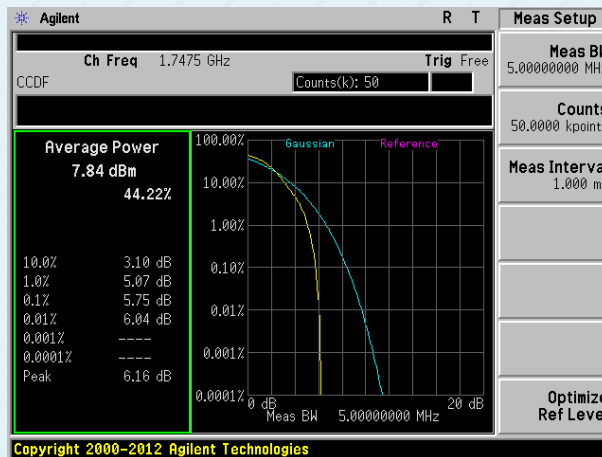 Agilent R T
Ch Freq 1.7475 GHz Trig Free
CCDF Counts(k): 50
Average Power
7.84 dBm
44.22%
10.0% 3.10 dB
1.0% 5.07 dB
0.1% 5.75 dB
0.01% 6.04 dB
0.001% ----
0.0001% ----
Peak 6.16 dB
100.00% Gaussian Reference
10.00%
1.00%
0.10%
0.01%
0.001%
0.0001%
0 dB 20 dB
Meas BW 5.00000000 MHz
Meas Setup
Meas
5.00000000
Counts
50.0000
Meas
1.000
Optimize
Ref
Copyright 2000-2012 Agilent Technologies